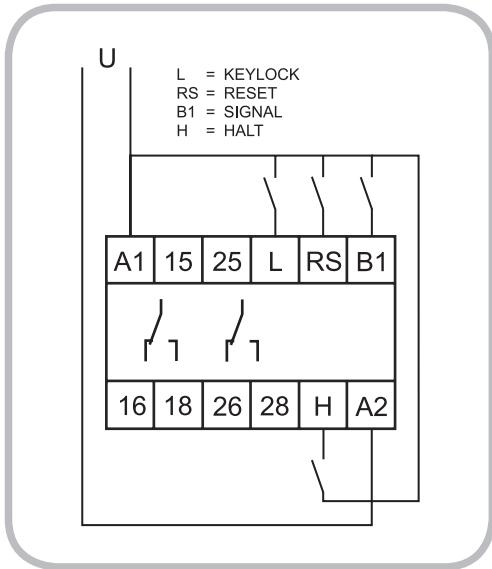 U
L = KEYLOCK
RS = RESET
B1 = SIGNAL
H = HALT
A1 15 25 L RS B1
16 18 26 28 H A2